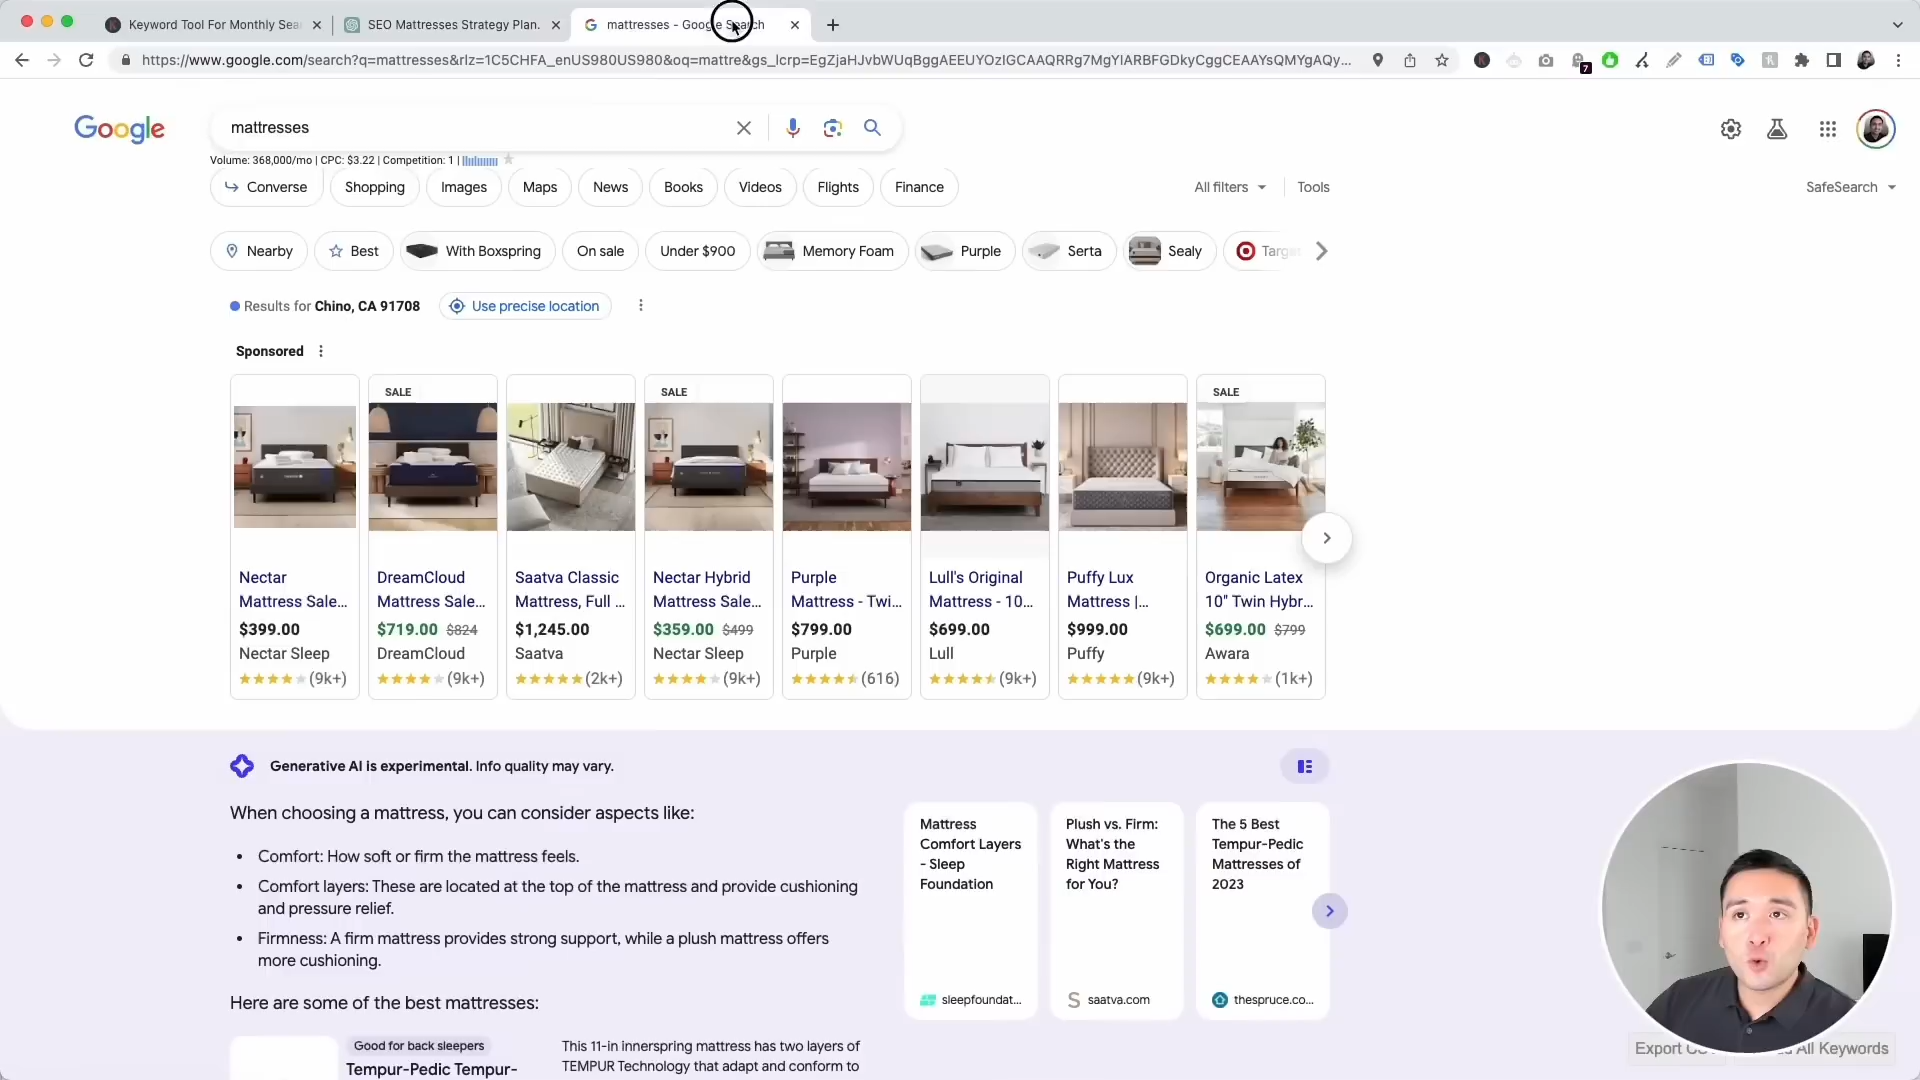 Keyword Tool For Monthly Sea
SEO Mattresses Strategy Plan.
mattresses - Google Search
https://www.google.com/search?q=mattresses&rlz=1C5CHFA_enUS980US980&oq=mattre&gs_lcrp=EgZjaHJvbWUqBggAEEUYOzIGCAAQRRg7MgYIARBFGDkyCggCEAAYsQMYgAQy...
7
Google
mattresses
Volume: 368,000/mo | CPC: $3.22 | Competition: 1 |
Converse
Shopping
Images
Maps
News
Books
Videos
Flights
Finance
All filters
Tools
SafeSearch
Nearby
Best
With Boxspring
On sale
Under $900
Memory Foam
Purple
Serta
Sealy
Targe
Results for Chino, CA 91708
Use precise location
Sponsored
SALE
SALE
SALE
Nectar
Mattress Sale...
$399.00
Nectar Sleep
(9k+)
DreamCloud
Mattress Sale...
$719.00 $824
DreamCloud
(9k+)
Saatva Classic
Mattress, Full ...
$1,245.00
Saatva
(2k+)
Nectar Hybrid
Mattress Sale...
$359.00 $499
Nectar Sleep
(9k+)
Purple
Mattress - Twi...
$799.00
Purple
(616)
Lull's Original
Mattress - 10...
$699.00
Lull
(9k+)
Puffy Lux
Mattress |...
$999.00
Puffy
(9k+)
Organic Latex
10" Twin Hybr...
$699.00 $799
Awara
(1k+)
Generative AI is experimental. Info quality may vary.
When choosing a mattress, you can consider aspects like:
• Comfort: How soft or firm the mattress feels.
• Comfort layers: These are located at the top of the mattress and provide cushioning
and pressure relief.
• Firmness: A firm mattress provides strong support, while a plush mattress offers
more cushioning.
Here are some of the best mattresses:
Mattress
Comfort Layers
- Sleep
Foundation
sleepfoundat...
Plush vs. Firm:
What's the
Right Mattress
for You?
saatva.com
The 5 Best
Tempur-Pedic
Mattresses of
2023
thespruce.co...
Good for back sleepers
Tempur-Pedic Tempur-
This 11-in innerspring mattress has two layers of
TEMPUR Technology that adapt and conform to
Export
All Keywords